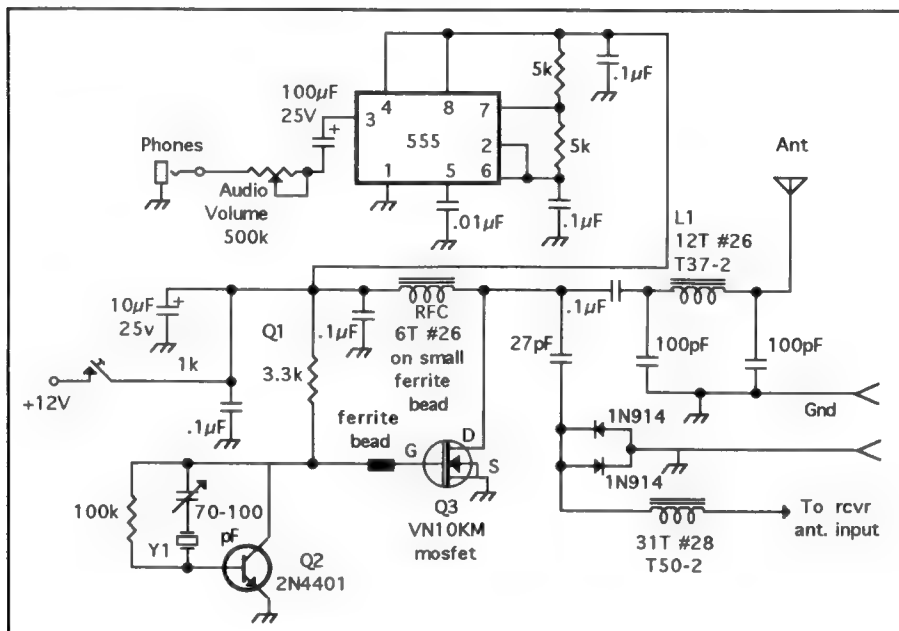 100µF
25V
Phones
Audio
Volume
500k
3
4
8
7
2
6
1
5
555
5k
5k
.1µF
.01µF
.1µF
Ant
L1
12T #26
T37-2
10µF
25v
1k
+12V
.1µF
Q1
3.3k
.1µF
RFC
6T #26
on small
ferrite
bead
ferrite
bead
G
D
S
Q3
VN10KM
mosfet
100k
70-100
pF
Y1
Q2
2N4401
.1µF
27pF
100pF
100pF
Gnd
1N914
1N914
31T #28
T50-2
To rcvr
ant. input